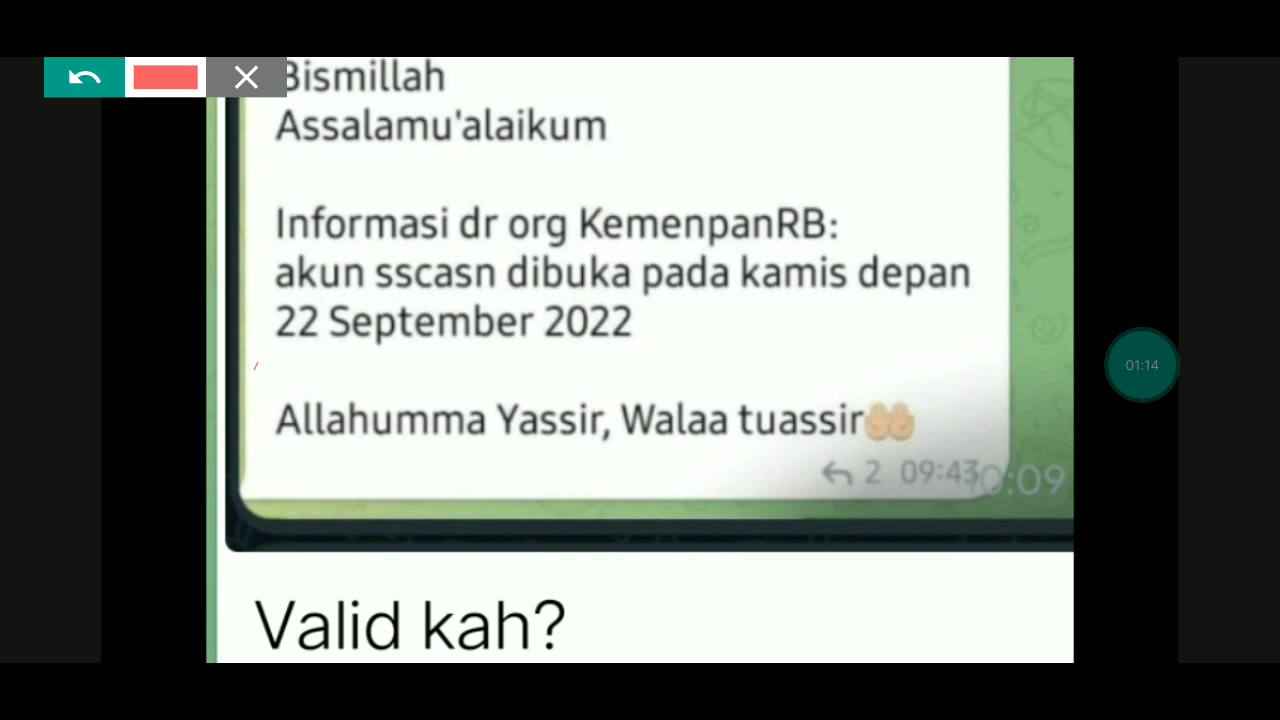 Bismillah
Assalamu'alaikum
Informasi dr org KemenpanRB:
akun sscasn dibuka pada kamis depan
22 September 2022
Allahumma Yassir, Walaa tuassir🤲🏼
2 09:43
0:09
Valid kah?
01:14